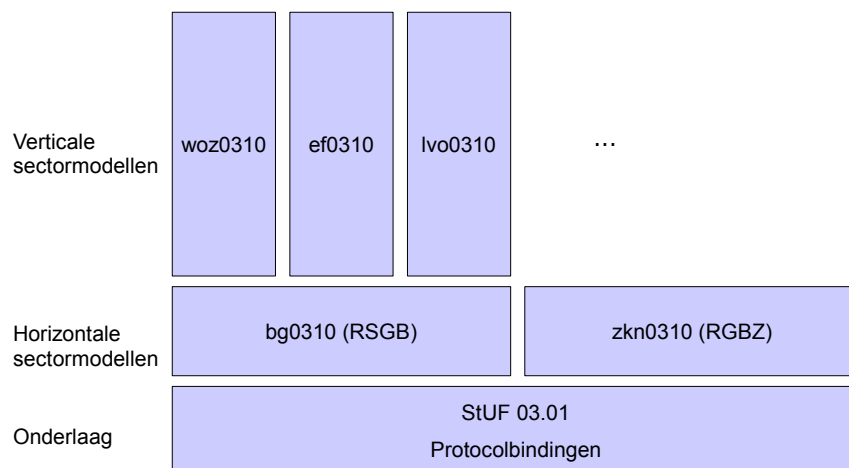 Verticale
sectormodellen
woz0310
ef0310
lvo0310
...
Horizontale
sectormodellen
bg0310 (RSGB)
zkn0310 (RGBZ)
Onderlaag
StUF 03.01
Protocolbindingen